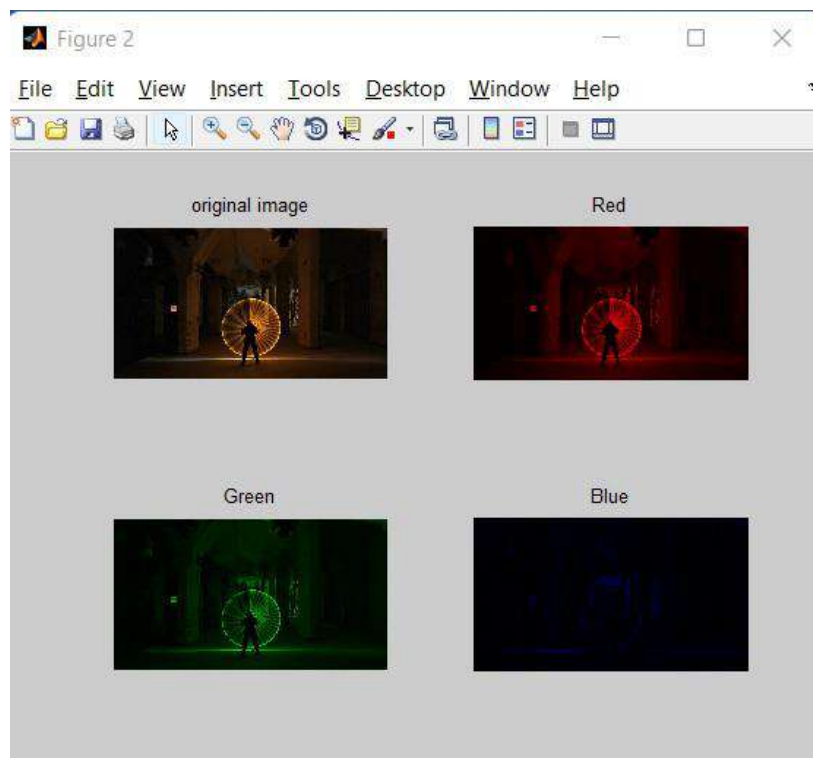 Figure 2
File Edit View Insert Tools Desktop Window Help
original image
Red
Green
Blue